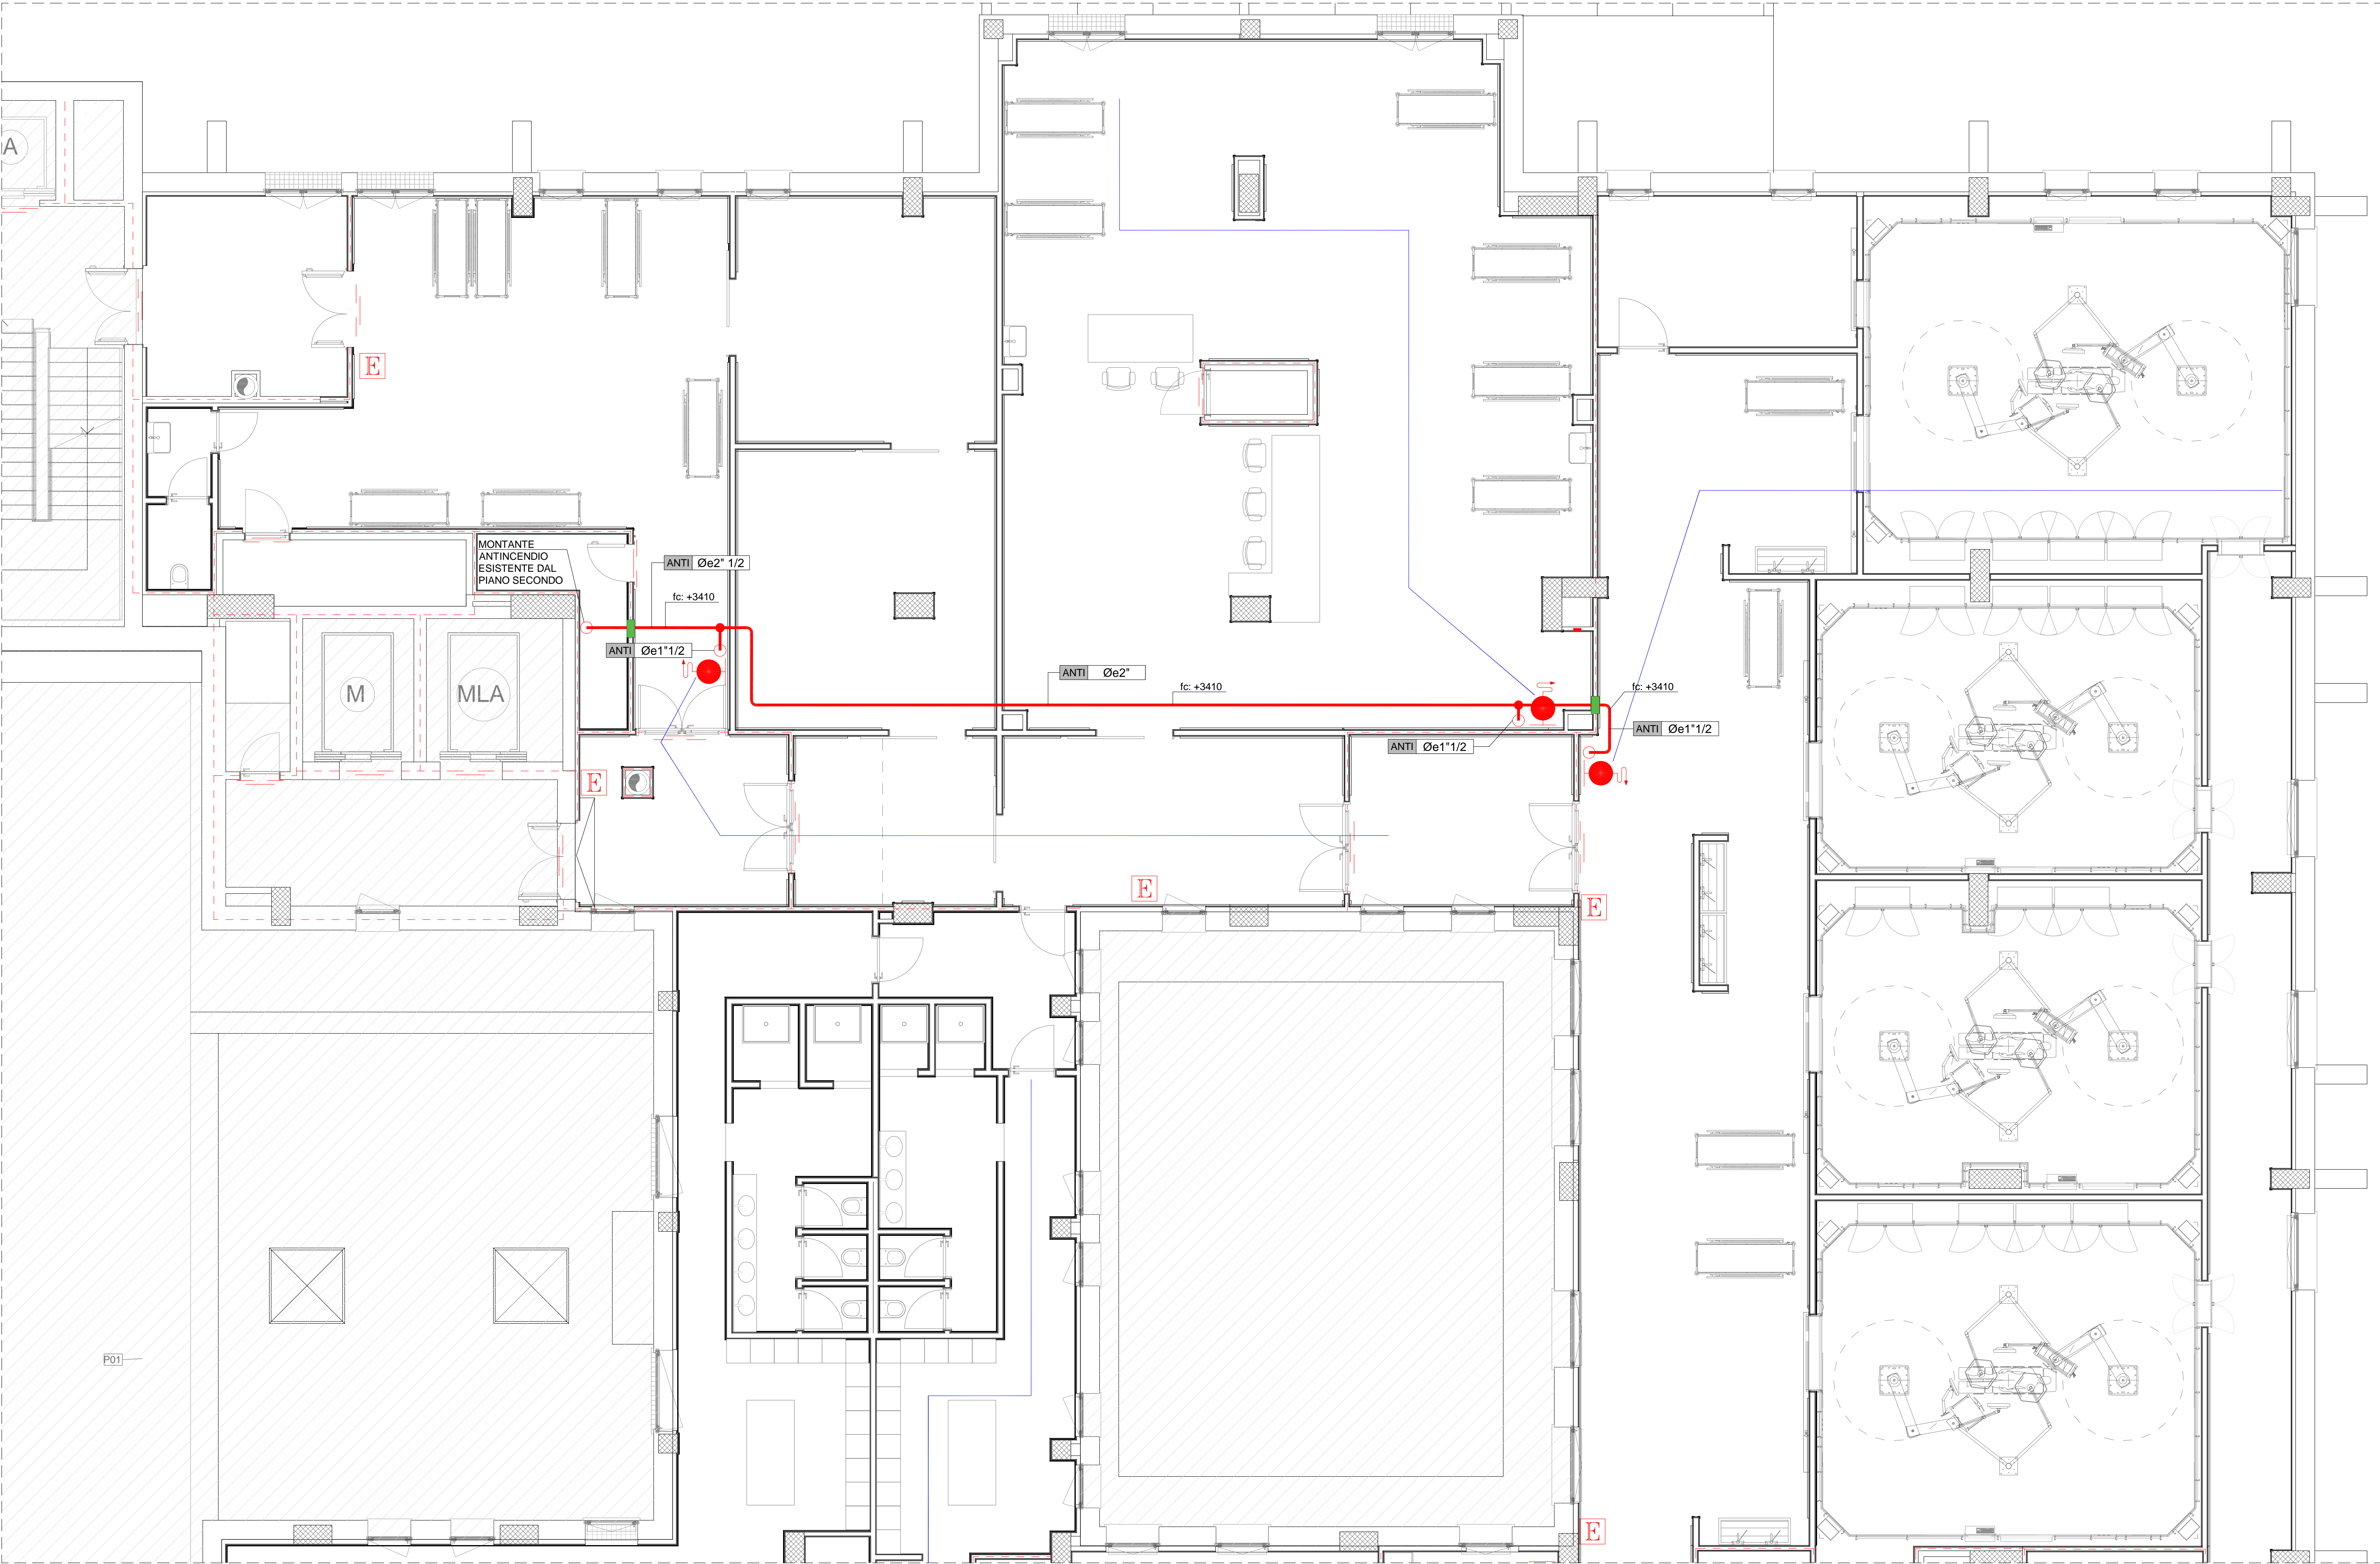 A
E
MONTANTE
ANTINCENDIO
ESISTENTE DAL
PIANO SECONDO
ANTI Øe2" 1/2
fc: +3410
ANTI Øe1"1/2
ANTI Øe2"
fc: +3410
fc: +3410
ANTI Øe1"1/2
ANTI Øe1"1/2
M
MLA
E
E
E
P01
E